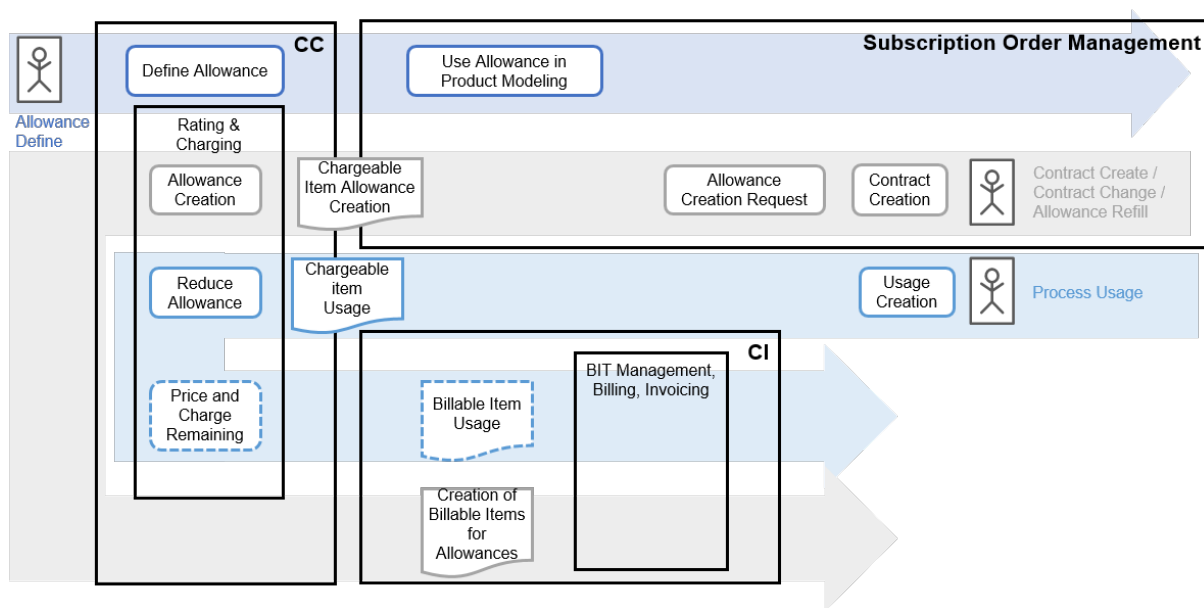 CC
Subscription Order Management
Define Allowance
Use Allowance in
Product Modeling
Allowance
Define
Rating &
Charging
Allowance
Creation
Chargeable
Item Allowance
Creation
Allowance
Creation Request
Contract
Creation
Contract Create /
Contract Change /
Allowance Refill
Reduce
Allowance
Chargeable
item
Usage
Usage
Creation
Process Usage
CI
BIT Management,
Billing, Invoicing
Price and
Charge
Remaining
Billable Item
Usage
Creation of
Billable Items
for
Allowances